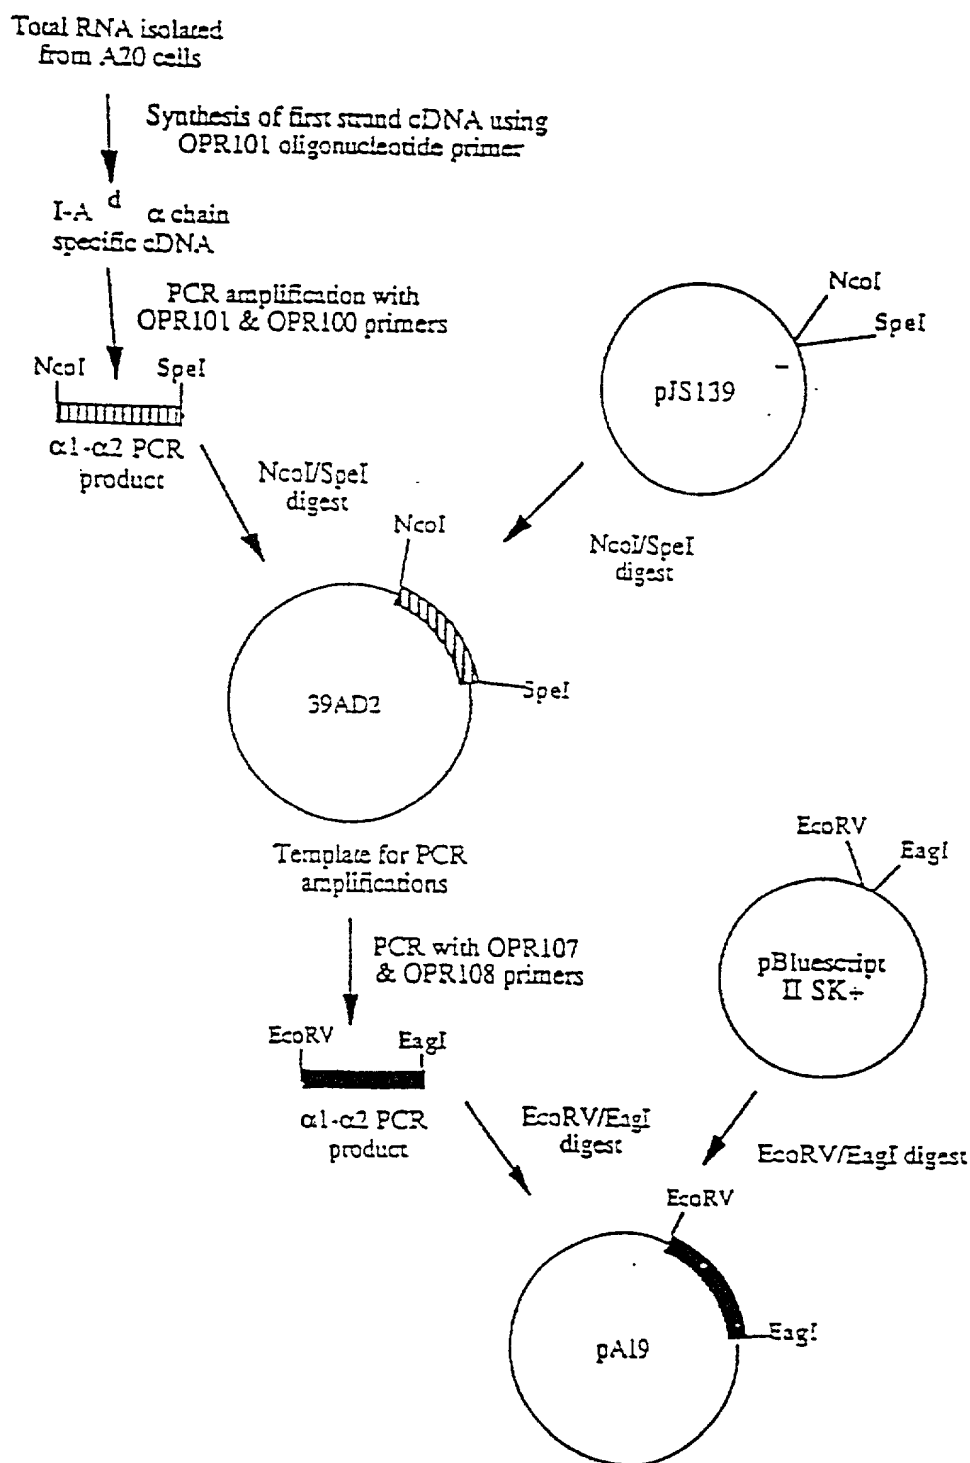 Total RNA isolated
from A20 cells
Synthesis of first strand cDNA using
OPR101 oligonucleotide primer
I-A d α chain
specific cDNA
PCR amplification with
OPR101 & OPR100 primers
NcoI
SpeI
NcoI SpeI
pJS139
α1-α2 PCR
product
NcoI/SpeI
digest
NcoI
NcoI/SpeI
digest
39AD2
SpeI
Template for PCR
amplifications
EcoRV
EagI
PCR with OPR107
& OPR108 primers
pBluescript
II SK+
EcoRV EagI
α1-α2 PCR
product
EcoRV/EagI
digest
EcoRV/EagI digest
EcoRV
EagI
pA19